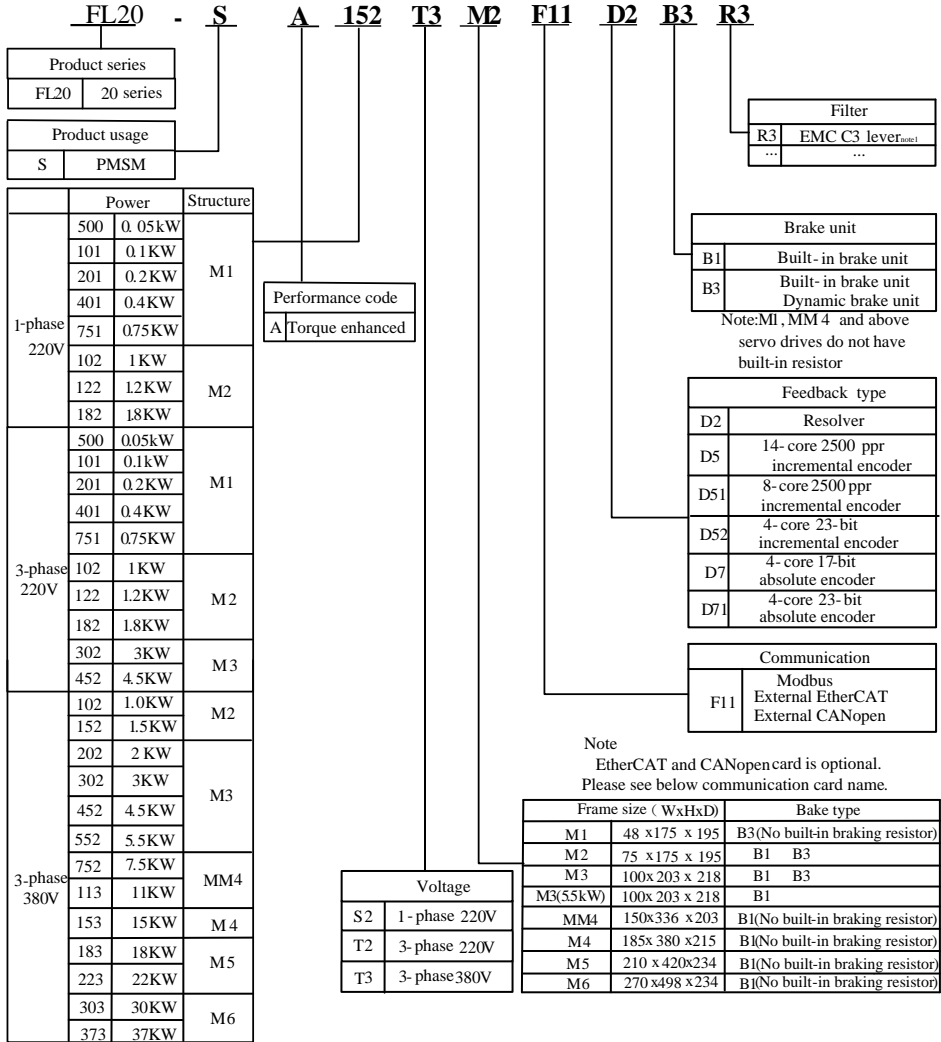 FL20 - S A 152 T3 M2 F11 D2 B3 R3
Product series
FL20 20 series
Product usage
S PMSM
Power Structure
1-phase 220V
500 0.05kW
101 0.1KW
201 0.2KW
401 0.4KW
751 0.75KW
M1
102 1KW
122 1.2KW
182 1.8KW
M2
3-phase 220V
500 0.05kW
101 0.1kW
201 0.2KW
401 0.4KW
751 0.75KW
M1
102 1KW
122 1.2KW
182 1.8KW
M2
302 3KW
452 4.5KW
M3
3-phase 380V
102 1.0KW
152 1.5KW
M2
202 2 KW
302 3KW
452 4.5KW
552 5.5KW
M3
752 7.5KW
113 11KW
MM4
153 15KW
M4
183 18KW
223 22KW
M5
303 30KW
373 37KW
M6
Performance code
A Torque enhanced
Voltage
S2 1-phase 220V
T2 3-phase 220V
T3 3-phase380V
Filter
R3 EMC C3 levernote1
... ...
Brake unit
B1 Built-in brake unit
B3 Built-in brake unit
Dynamic brake unit
Note:M1, MM4 and above
servo drives do not have
built-in resistor
Feedback type
D2 Resolver
D5 14-core 2500 ppr
incremental encoder
D51 8-core 2500 ppr
incremental encoder
D52 4-core 23-bit
incremental encoder
D7 4-core 17-bit
absolute encoder
D71 4-core 23-bit
absolute encoder
Communication
F11 Modbus
External EtherCAT
External CANopen
Note
EtherCAT and CANopen card is optional.
Please see below communication card name.
Frame size (WxHxD) Bake type
M1 48 x175 x 195 B3(No built-in braking resistor)
M2 75 x175 x 195 B1 B3
M3 100x 203 x 218 B1 B3
M3(5.5kW) 100x 203 x 218 B1
MM4 150x336 x203 B1(No built-in braking resistor)
M4 185x 380 x215 B1(No built-in braking resistor)
M5 210 x420x234 B1(No built-in braking resistor)
M6 270 x498 x234 B1(No built-in braking resistor)